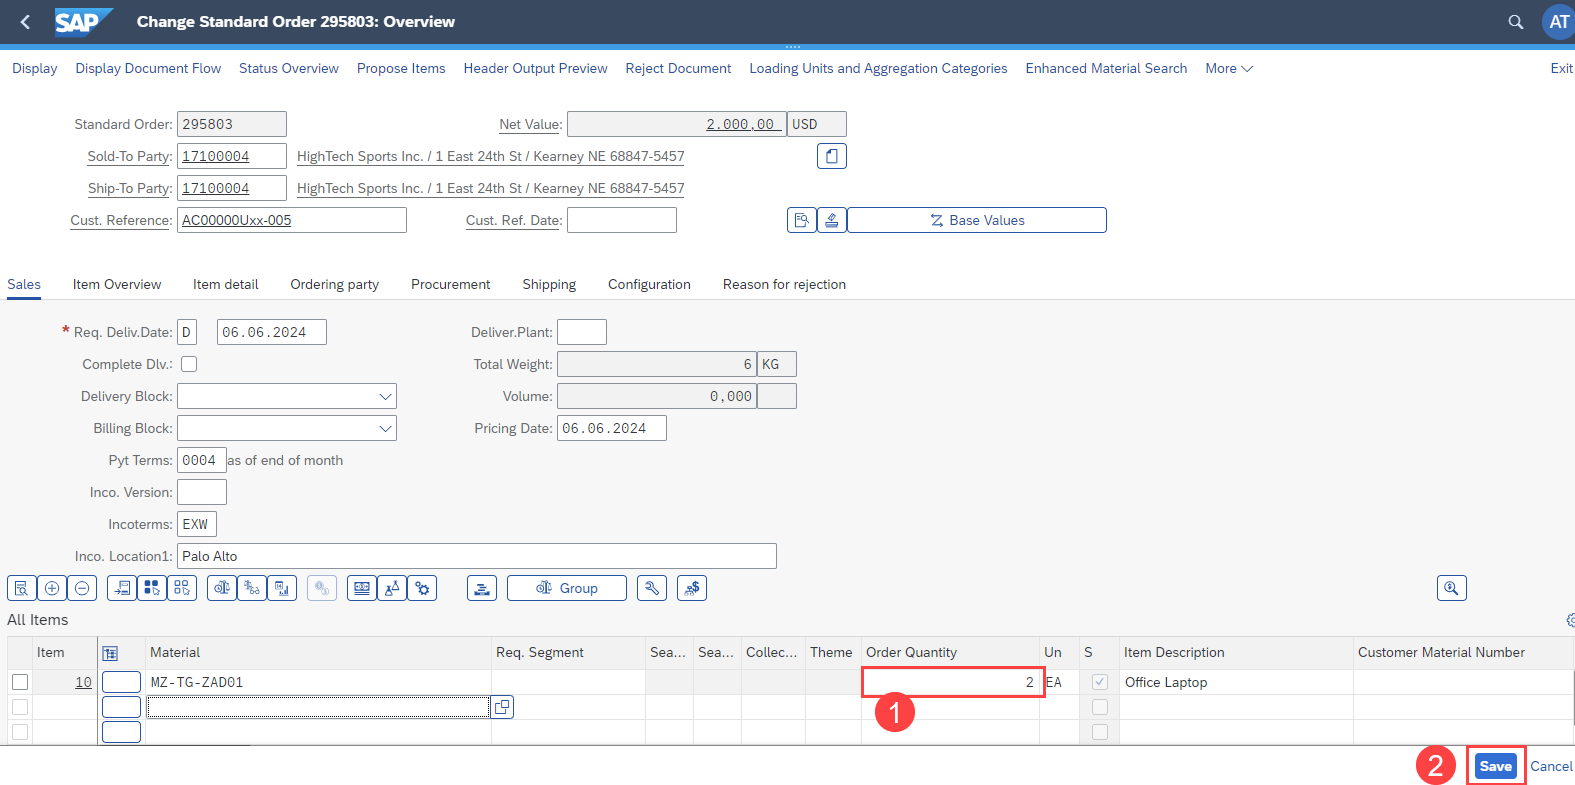 SAP Change Standard Order 295803: Overview AT
Display Display Document Flow Status Overview Propose Items Header Output Preview Reject Document Loading Units and Aggregation Categories Enhanced Material Search More Exit
Standard Order: 295803 Net Value: 2.000,00 USD
Sold-To Party: 17100004 HighTech Sports Inc. / 1 East 24th St / Kearney NE 68847-5457
Ship-To Party: 17100004 HighTech Sports Inc. / 1 East 24th St / Kearney NE 68847-5457
Cust. Reference: AC00000Uxx-005 Cust. Ref. Date: Base Values
Sales Item Overview Item detail Ordering party Procurement Shipping Configuration Reason for rejection
* Req. Deliv.Date: D 06.06.2024 Deliver.Plant:
Complete Dlv.: Total Weight: 6 KG
Delivery Block: Volume: 0,000
Billing Block: Pricing Date: 06.06.2024
Pyt Terms: 0004 as of end of month
Inco. Version:
Incoterms: EXW
Inco. Location1: Palo Alto
Group
All Items
Item Material Req. Segment Sea... Sea... Collec... Theme Order Quantity Un S Item Description Customer Material Number
10 MZ-TG-ZAD01 2 EA Office Laptop
1
2 Save Cancel